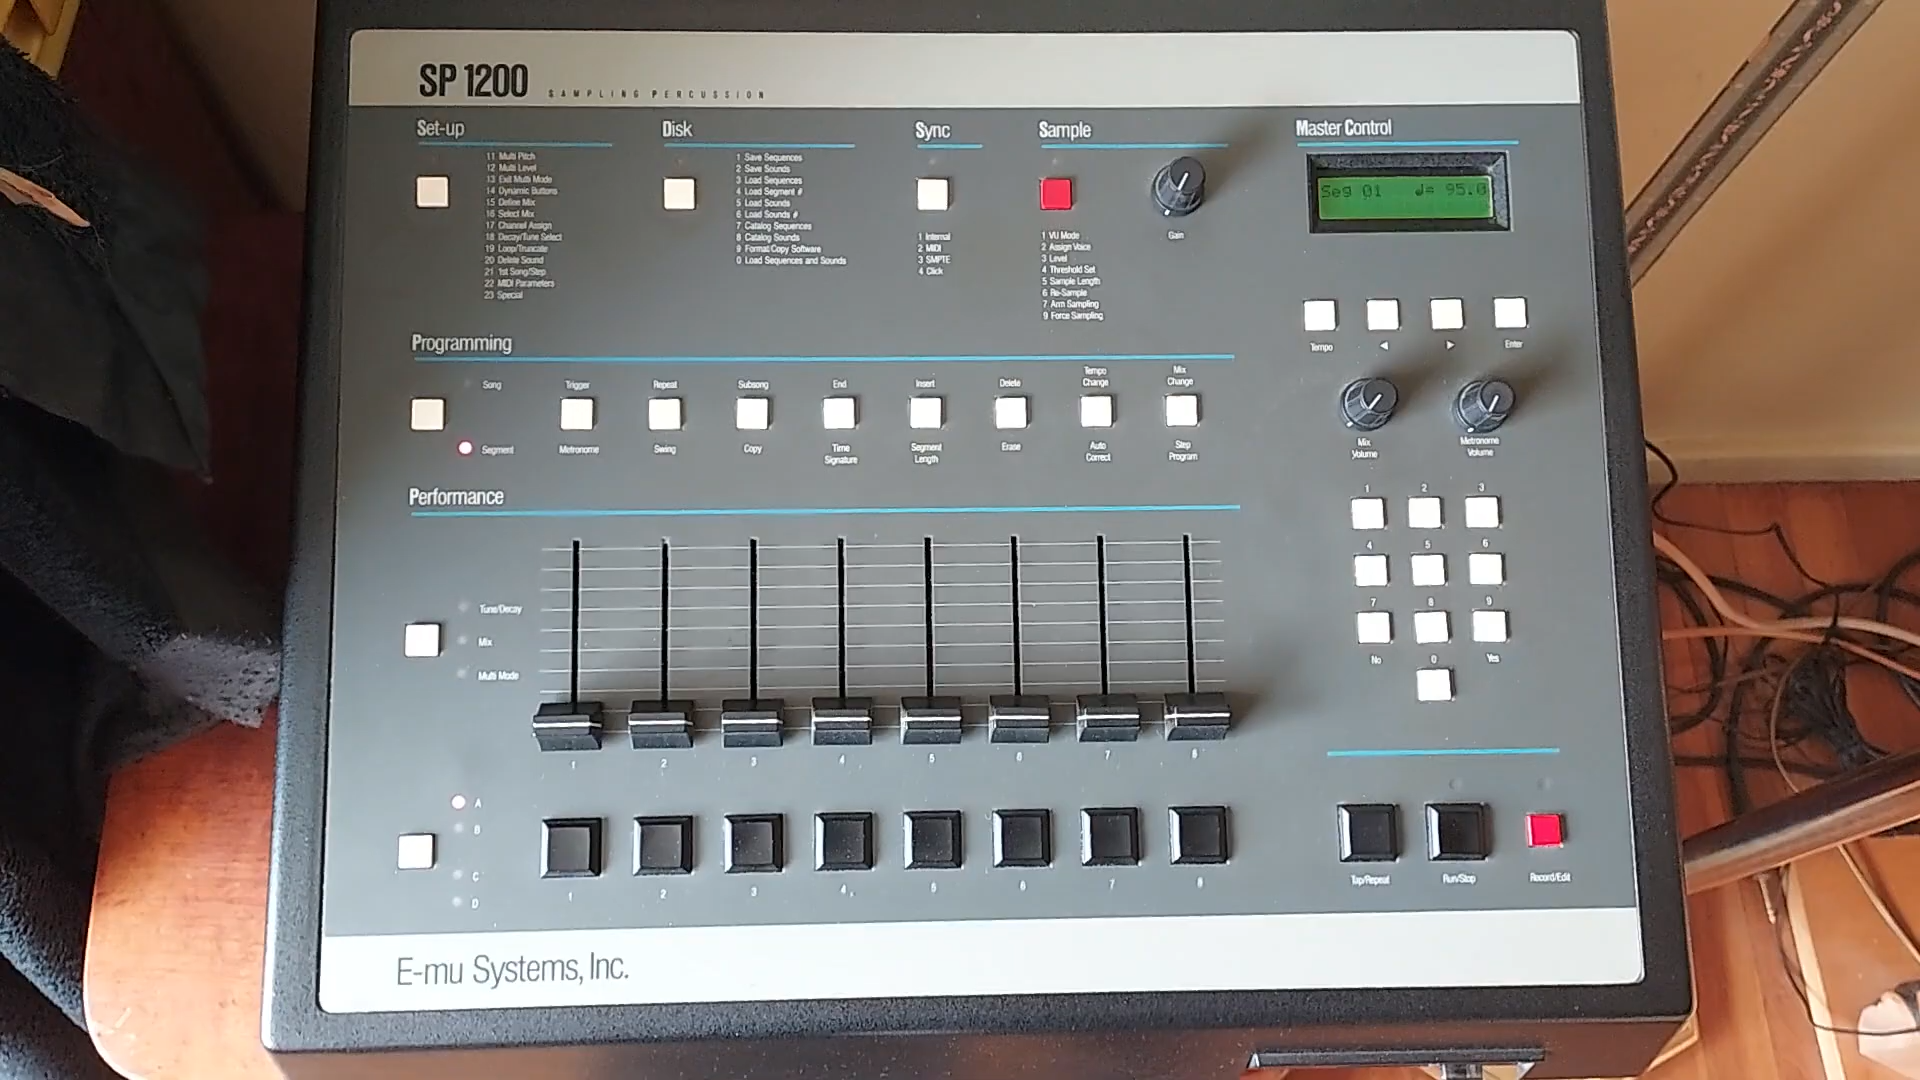 SP 1200 SAMPLING PERCUSSION
Set-up
11 Multi Pitch
12 Multi Level
13 Exit Multi Mode
14 Dynamic Buttons
15 Define Mix
16 Select Mix
17 Channel Assign
18 Decay/Tune Select
19 Loop/Truncate
20 Delete Sound
21 1st Song/Step
22 MIDI Parameters
23 Special
Disk
1 Save Sequences
2 Save Sounds
3 Load Sequences
4 Load Segment #
5 Load Sounds
6 Load Sounds #
7 Catalog Sequences
8 Catalog Sounds
9 Format/Copy Software
0 Load Sequences and Sounds
Sync
1 Internal
2 MIDI
3 SMPTE
4 Click
Sample
1 VU Mode
2 Assign Voice
3 Level
4 Threshold Set
5 Sample Length
6 Re-Sample
7 Arm Sampling
9 Force Sampling
Gain
Master Control
Seg 01 ♩= 95.0
Tempo ◀ ▶ Enter
Mix Volume
Metronome Volume
Programming
Song
Segment
Trigger Repeat Subsong End Insert Delete Tempo Change Mix Change
Metronome Swing Copy Time Signature Segment Length Erase Auto Correct Step Program
Performance
Tune/Decay
Mix
Multi Mode
1 2 3 4 5 6 7 8
A
B
C
D
1 2 3 4 5 6 7 8
1 2 3
4 5 6
7 8 9
No 0 Yes
Tap/Repeat Run/Stop Record/Edit
E-mu Systems, Inc.